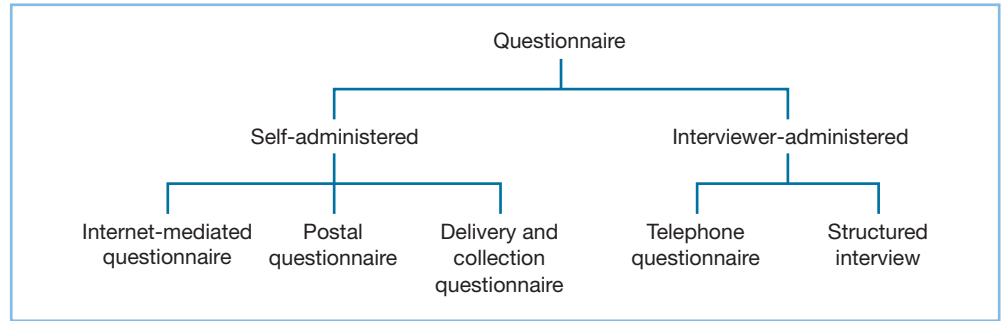 Questionnaire
Self-administered
Interviewer-administered
Internet-mediated
questionnaire
Postal
questionnaire
Delivery and
collection
questionnaire
Telephone
questionnaire
Structured
interview